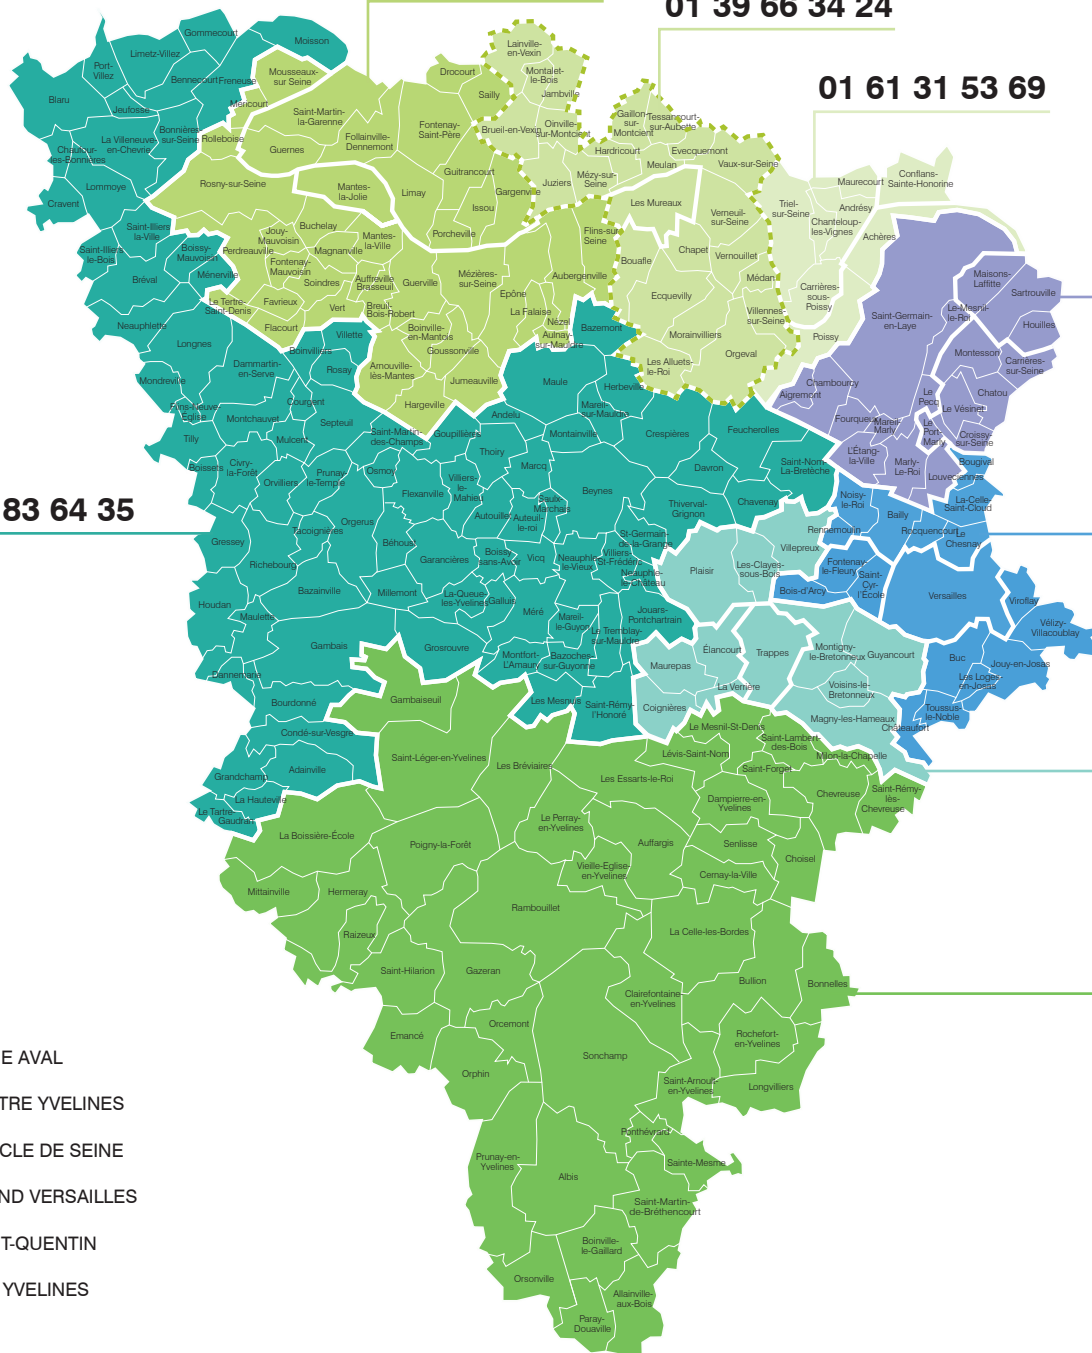 01 39 66 34 24
01 61 31 53 69
83 64 35
Gommecourt
Moisson
Limetz-Villez
Port-
Villez
Bennecourt
Freneuse
Blaru
Jeufosse
Méricourt
Bonnières-
sur-Seine
La Villeneuve-
en-Chevrie
Chaufour-
les-Bonnières
Lommoye
Cravent
Saint-Illiers-
la-Ville
Saint-Illiers-
le-Bois
Boissy-
Mauvoisin
Ménerville
Bréval
Neauphlette
Mousseaux-
sur Seine
Rolleboise
Saint-Martin-
la-Garenne
Guernes
Follainville-
Dennemont
Rosny-sur-Seine
Mantes-
la-Jolie
Limay
Drocourt
Sailly
Fontenay-
Saint-Père
Guitrancourt
Issou
Gargenville
Porcheville
Buchelay
Jouy-
Mauvoisin
Perdreauville
Magnanville
Mantes-
la-Ville
Fontenay-
Mauvoisin
Soindres
Auffreville
Brasseuil
Guerville
Mézières-
sur-Seine
Le Tertre-
Saint-Denis
Favrieux
Vert
Breuil-
Bois-Robert
Flacourt
Boinville-
en-Mantois
Goussonville
Arnouville-
lès-Mantes
Jumeauville
Hargeville
Épône
La Falaise
Nézel
Aulnay-
sur-Mauldre
Aubergenville
Flins-sur
Seine
Lainville-
en-Vexin
Montalet-
le-Bois
Jambville
Brueil-en-Vexin
Oinville-
sur-Montcient
Gaillon-
sur-
Montcient
Tessancourt-
sur-Aubette
Hardricourt
Evecquemont
Meulan
Vaux-sur-Seine
Juziers
Mézy-sur-
Seine
Les Mureaux
Verneuil-
sur-Seine
Bouafle
Chapet
Vernouillet
Médan
Ecquevilly
Villennes-
sur-Seine
Morainvilliers
Orgeval
Les Alluets-
le-Roi
Triel-
sur-Seine
Maurecourt
Conflans-
Sainte-Honorine
Andrésy
Chanteloup-
les-Vignes
Achères
Carrières-
sous-
Poissy
Poissy
Saint-Germain-
en-Laye
Maisons-
Laffitte
Sartrouville
Le-Mesnil-
le-Roi
Houilles
Montesson
Carrières-
sur-Seine
Chatou
Chambourcy
Aigremont
Le
Pecq
Le Vésinet
Fourqueux
Mareil-
Marly
Le
Port-
Marly
Croissy-
sur-Seine
L'Étang-
la-Ville
Marly-
Le-Roi
Louveciennes
Bougival
Noisy-
le-Roi
Bailly
La-Celle-
Saint-Cloud
Rennemoulin
Rocquencourt
Le
Chesnay
Fontenay-
le-Fleury
Saint-
Cyr-
l'École
Bois-d'Arcy
Versailles
Viroflay
Vélizy-
Villacoublay
Buc
Jouy-en-Josas
Les Loges-
en-Josas
Toussus-
le-Noble
Châteaufort
Villepreux
Plaisir
Les-Clayes-
sous-Bois
Maurepas
Élancourt
Trappes
Montigny-
le-Bretonneux
Guyancourt
Voisins-le-
Bretonneux
La Verrière
Coignières
Magny-les-Hameaux
Longnes
Villette
Boinvilliers
Rosay
Dammartin-
en-Serve
Mondreville
Flins-Neuve-
Église
Montchauvet
Courgent
Septeuil
Tilly
Mulcent
Boissets
Civry-
la-Forêt
Orvilliers
Prunay-
le-Temple
Saint-Martin-
des-Champs
Osmoy
Goupillières
Andelu
Thoiry
Marcq
Bazemont
Maule
Herbeville
Mareil-
sur-Mauldre
Montainville
Crespières
Feucherolles
Davron
Saint-Nom-
La-Bretèche
Chavenay
Thiverval-
Grignon
Beynes
Saulx-
Marchais
Villiers-
le-
Mahieu
Flexanville
Autouillet
Auteuil-
le-roi
Orgerus
Tacoignières
Béhoust
Gressey
Richebourg
Bazainville
Millemont
Garancières
Boissy-
sans-Avoir
Vicq
Neauphle-
le-Vieux
Villiers-
St-Frédéric
St-Germain-
de-la-Grange
Neauphle-
le-Château
La-Queue-
les-Yvelines
Galluis
Méré
Mareil-
le-Guyon
Jouars-
Pontchartrain
Le Tremblay-
sur-Mauldre
Houdan
Maulette
Gambais
Grosrouvre
Montfort-
L'Amaury
Bazoches-
sur-Guyonne
Les Mesnuls
Saint-Rémy-
l'Honoré
Dannemarie
Bourdonné
Condé-sur-Vesgre
Adainville
Grandchamp
La Hauteville
Le Tartre-
Gaudran
Gambaiseuil
Saint-Léger-en-Yvelines
Les Bréviaires
Le Mesnil-St-Denis
Lévis-Saint-Nom
Saint-Lambert-
des-Bois
Milon-la-Chapelle
Saint-Forget
Les Essarts-le-Roi
Dampierre-en-
Yvelines
Chevreuse
Saint-Rémy-
lès-
Chevreuse
La Boissière-École
Poigny-la-Forêt
Le Perray-
en-Yvelines
Auffargis
Senlisse
Choisel
Vieille-Eglise-
en-Yvelines
Cernay-la-Ville
Mittainville
Hermeray
Raizeux
Rambouillet
La Celle-les-Bordes
Saint-Hilarion
Gazeran
Clairefontaine-
en-Yvelines
Bullion
Bonnelles
Emancé
Orcemont
Sonchamp
Rochefort-
en-Yvelines
Orphin
Saint-Arnoult-
en-Yvelines
Longvilliers
Ponthévrard
Sainte-Mesme
Prunay-en-
Yvelines
Albis
Saint-Martin-
de-Bréthencourt
Boinville-
le-Gaillard
Orsonville
Allainville-
aux-Bois
Paray-
Douaville
E AVAL
TRE YVELINES
CLE DE SEINE
ND VERSAILLES
T-QUENTIN
YVELINES